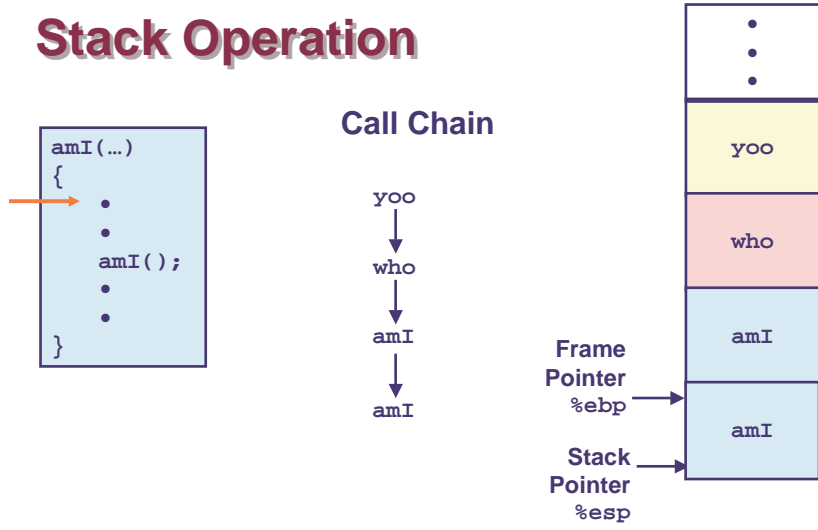 Stack Operation
amI(…)
{
•
•
amI();
•
•
}
Call Chain
yoo
who
amI
amI
•
•
•
yoo
who
amI
amI
Frame
Pointer
%ebp
Stack
Pointer
%esp